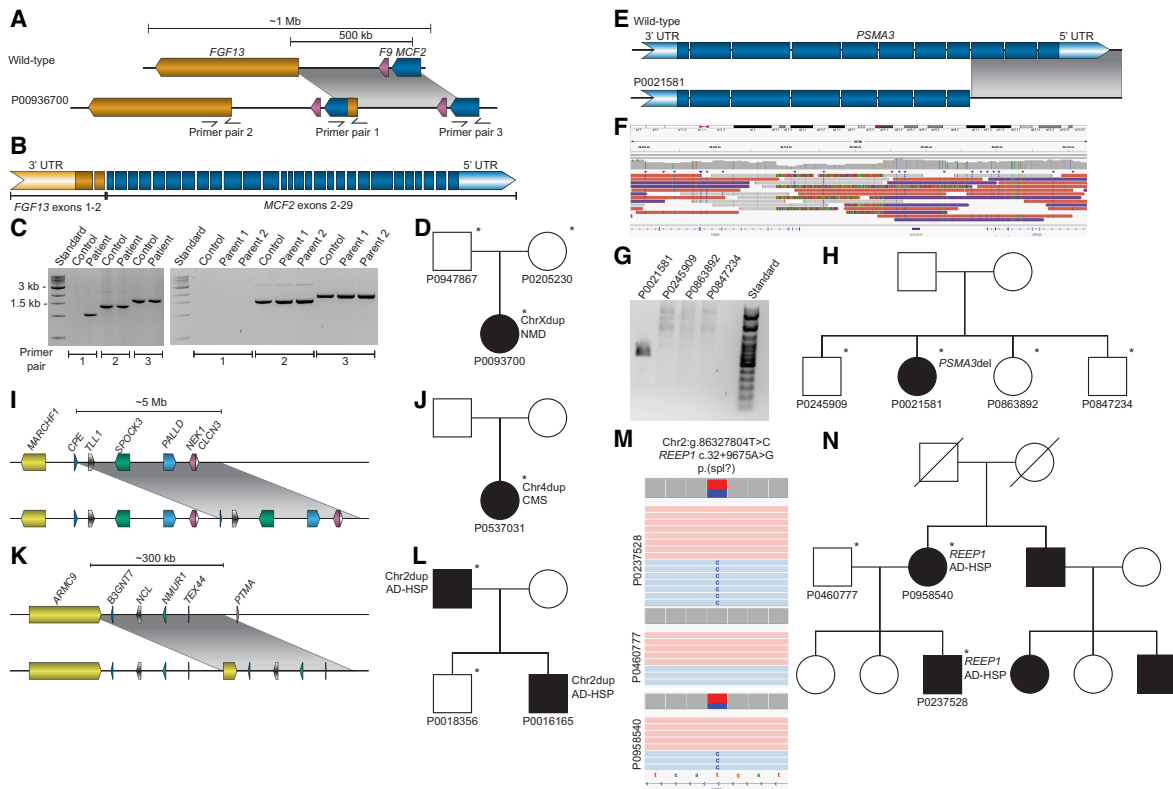 A
~1 Mb
500 kb
FGF13
F9 MCF2
Wild-type
P00936700
Primer pair 2
Primer pair 1
Primer pair 3
B
3' UTR
5' UTR
FGF13 exons 1-2
MCF2 exons 2-29
C
Standard
Control
Patient
Control
Patient
Control
Patient
Standard
Control
Parent 1
Parent 2
Control
Parent 1
Parent 2
Control
Parent 1
Parent 2
3 kb
1.5 kb
Primer pair
1
2
3
1
2
3
D
*
*
P0947867
P0205230
*
ChrXdup
NMD
P0093700
E
Wild-type
3' UTR
PSMA3
5' UTR
P0021581
F
G
P0021581
P0245909
P0863892
P0847234
Standard
H
*
*
PSMA3del
*
*
P0245909
P0021581
P0863892
P0847234
I
~5 Mb
MARCHF1
CPE
TLL1
SPOCK3
PALLD
NEK1
CLCN3
J
*
Chr4dup
CMS
P0537031
K
~300 kb
ARMC9
B3GNT7
NCL
NMUR1
TEX44
PTMA
L
*
Chr2dup
AD-HSP
*
*
Chr2dup
AD-HSP
P0018356
P0016165
M
Chr2:g.86327804T>C
REEP1 c.32+9675A>G
p.(spl?)
P0237528
c
c
c
c
c
c
P0460777
P0958540
c
c
c
t c a t g a t
N
*
*
REEP1
AD-HSP
P0460777
P0958540
*
REEP1
AD-HSP
P0237528